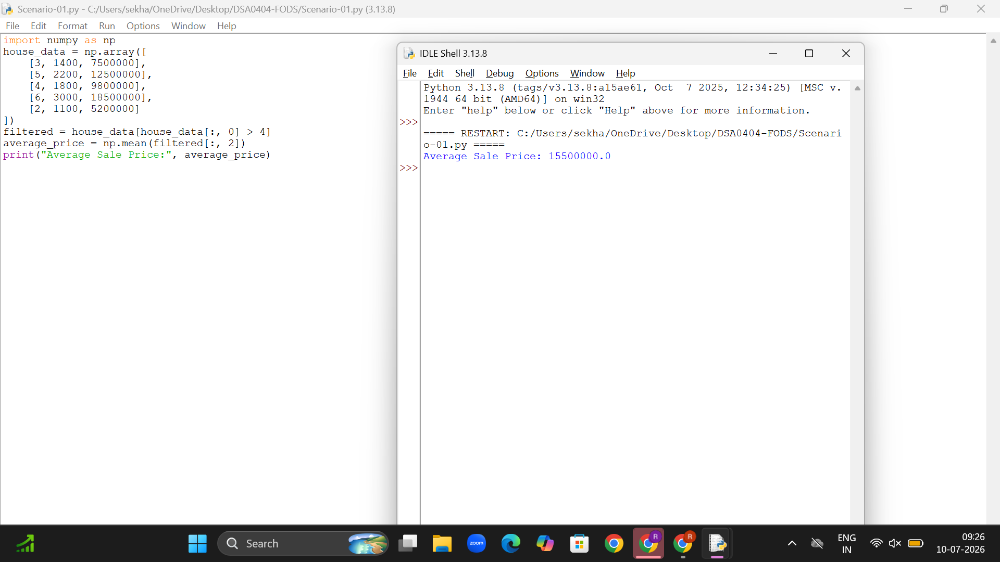 Scenario-01.py - C:/Users/sekha/OneDrive/Desktop/DSA0404-FODS/Scenario-01.py (3.13.8)
File Edit Format Run Options Window Help
import numpy as np
house_data = np.array([
    [3, 1400, 7500000],
    [5, 2200, 12500000],
    [4, 1800, 9800000],
    [6, 3000, 18500000],
    [2, 1100, 5200000]
])
filtered = house_data[house_data[:, 0] > 4]
average_price = np.mean(filtered[:, 2])
print("Average Sale Price:", average_price)
IDLE Shell 3.13.8
File Edit Shell Debug Options Window Help
Python 3.13.8 (tags/v3.13.8:a15ae61, Oct  7 2025, 12:34:25) [MSC v.
1944 64 bit (AMD64)] on win32
Enter "help" below or click "Help" above for more information.
>>>
===== RESTART: C:/Users/sekha/OneDrive/Desktop/DSA0404-FODS/Scenari
o-01.py =====
Average Sale Price: 15500000.0
>>>
Search
zoom
R
R
ENG
IN
09:26
10-07-2026